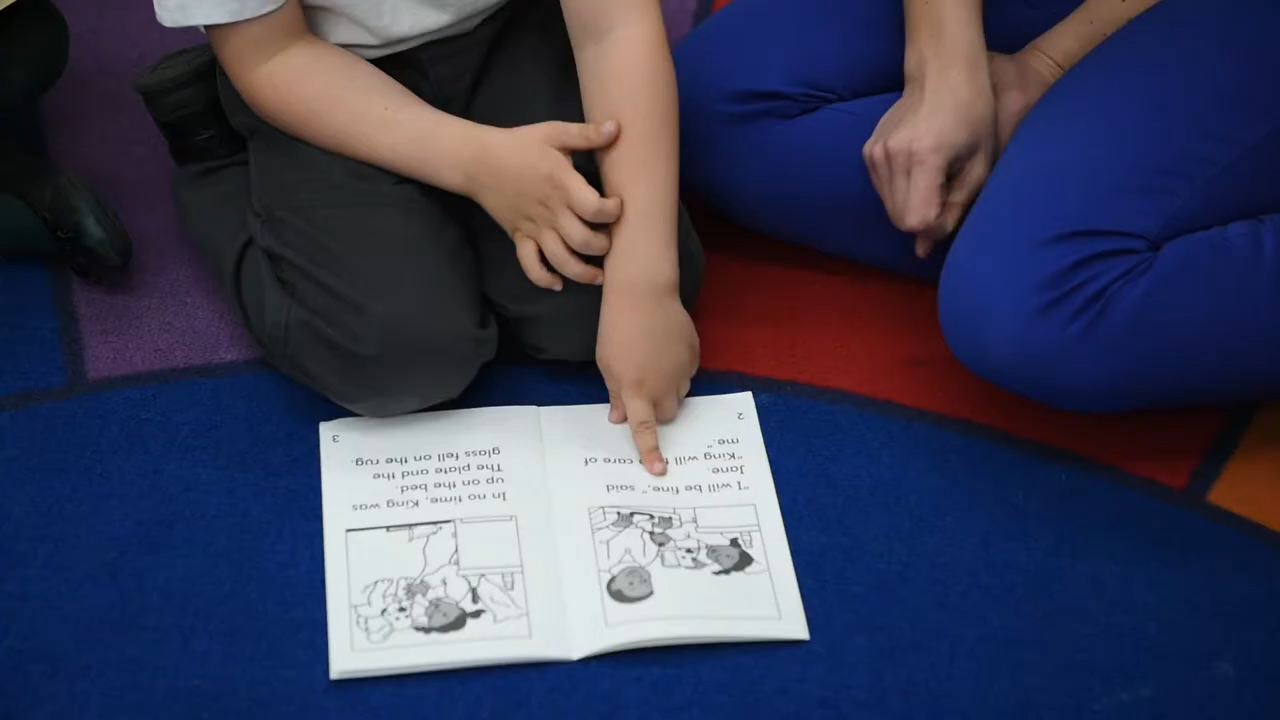 "I will be fine," said
Jane.
"King will t care of
me."
2
In no time, King was
up on the bed.
The plate and the
glass fell on the rug.
3